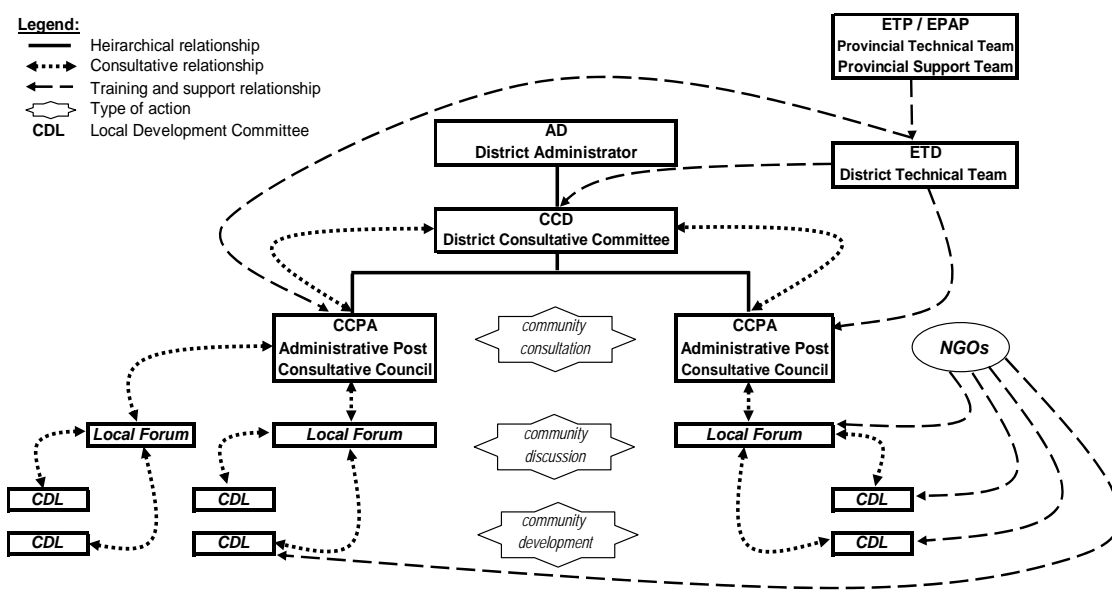 Legend:
Heirarchical relationship
Consultative relationship
Training and support relationship
Type of action
CDL Local Development Committee
ETP / EPAP
Provincial Technical Team
Provincial Support Team
AD
District Administrator
ETD
District Technical Team
CCD
District Consultative Committee
CCPA
Administrative Post
Consultative Council
community
consultation
CCPA
Administrative Post
Consultative Council
NGOs
Local Forum
Local Forum
community
discussion
Local Forum
CDL
CDL
CDL
CDL
CDL
community
development
CDL